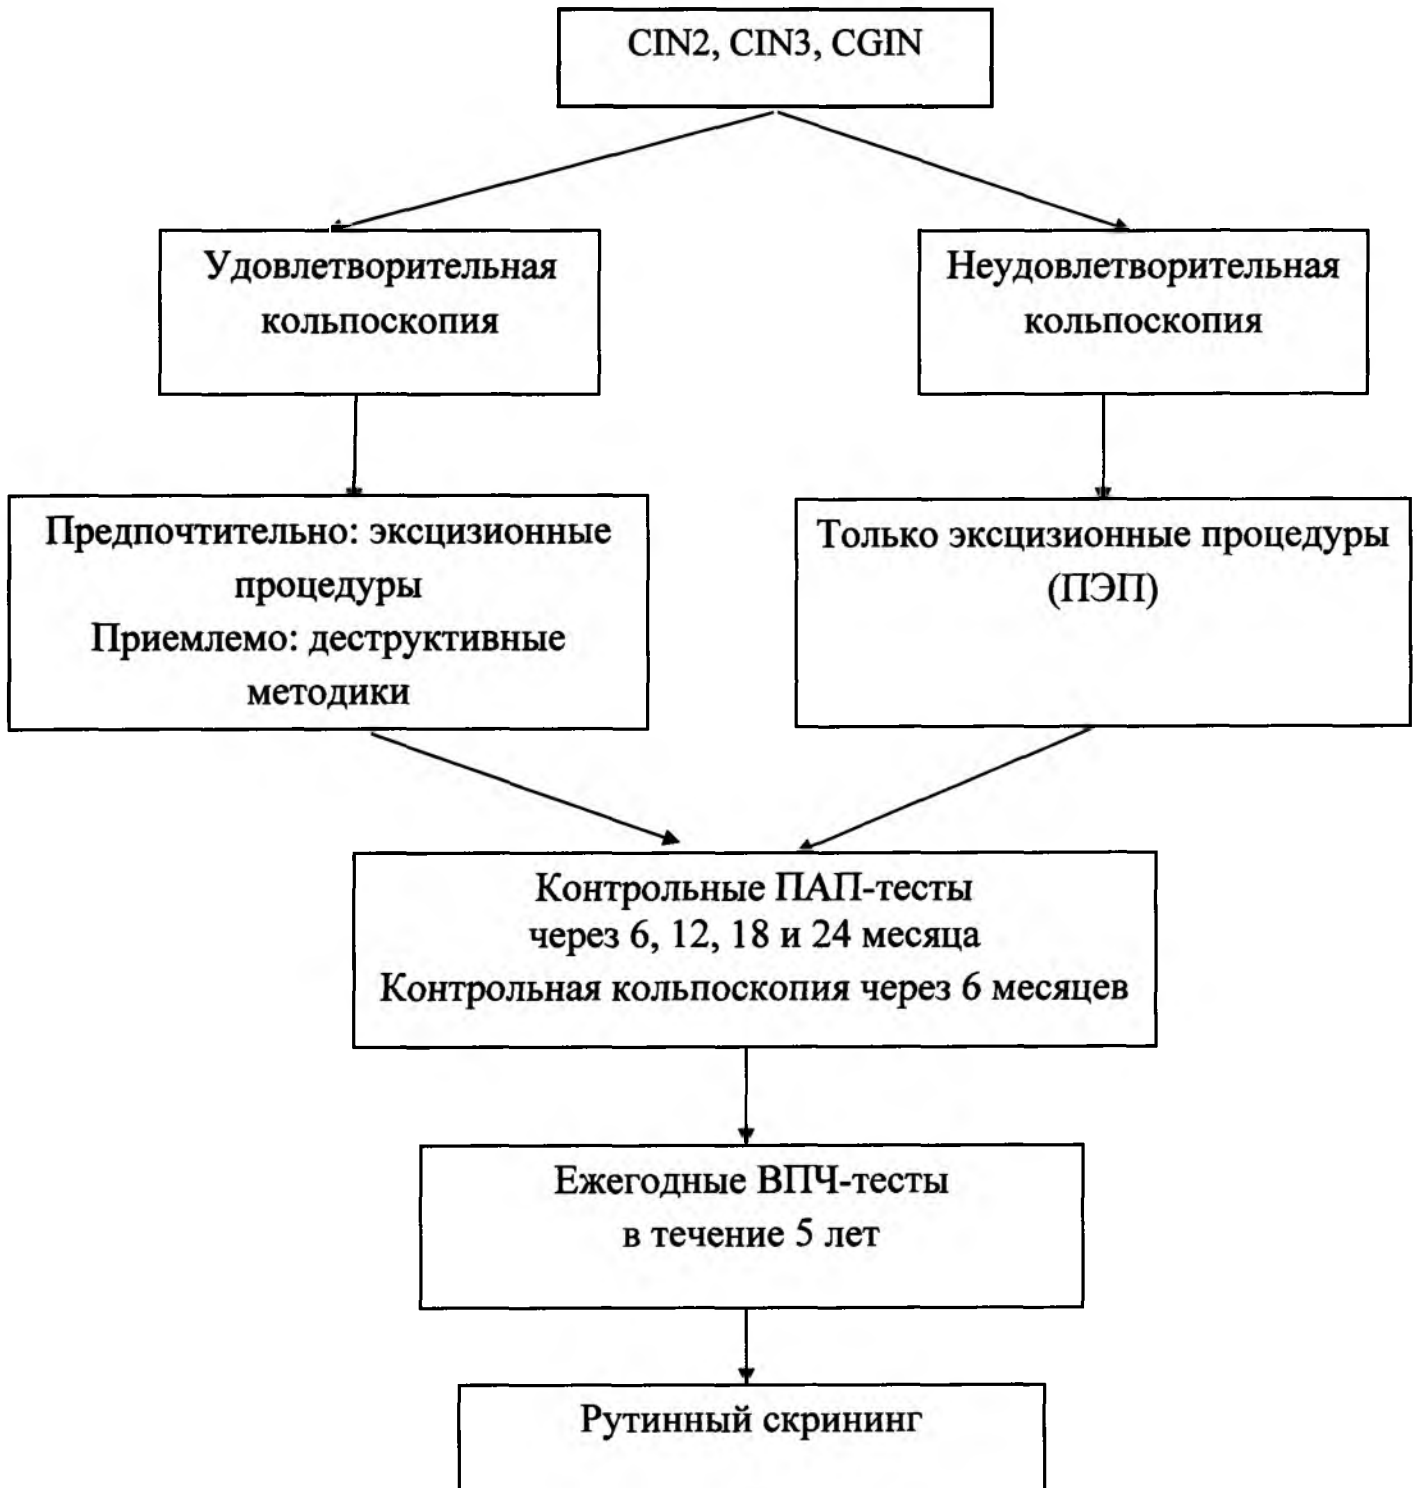 CIN2, CIN3, CGIN
Удовлетворительная
кольпоскопия
Неудовлетворительная
кольпоскопия
Предпочтительно: эксцизионные
процедуры
Приемлемо: деструктивные
методики
Только эксцизионные процедуры
(ПЭП)
Контрольные ПАП-тесты
через 6, 12, 18 и 24 месяца
Контрольная кольпоскопия через 6 месяцев
Ежегодные ВПЧ-тесты
в течение 5 лет
Рутинный скрининг